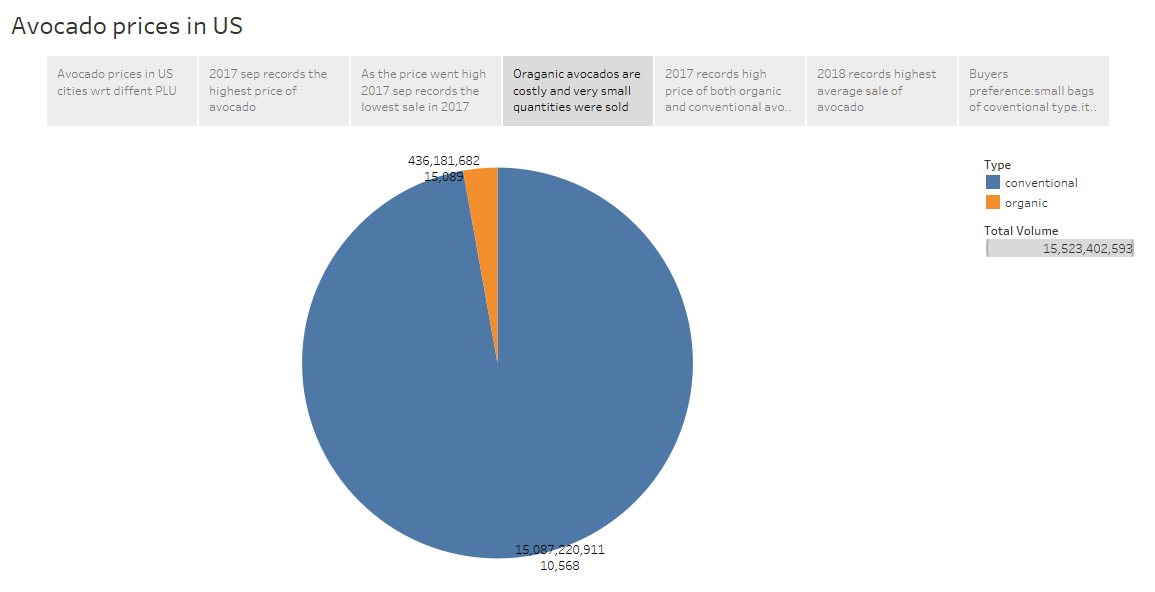 Avocado prices in US
Avocado prices in US
cities wrt diffent PLU
2017 sep records the
highest price of
avocado
As the price went high
2017 sep records the
lowest sale in 2017
Oraganic avocados are
costly and very small
quantities were sold
2017 records high
price of both organic
and conventional avo..
2018 records highest
average sale of
avocado
Buyers
preference:small bags
of coventional type.it..
436,181,682
15,089
Type
conventional
organic
Total Volume
15,523,402,593
15,087,220,911
10,568